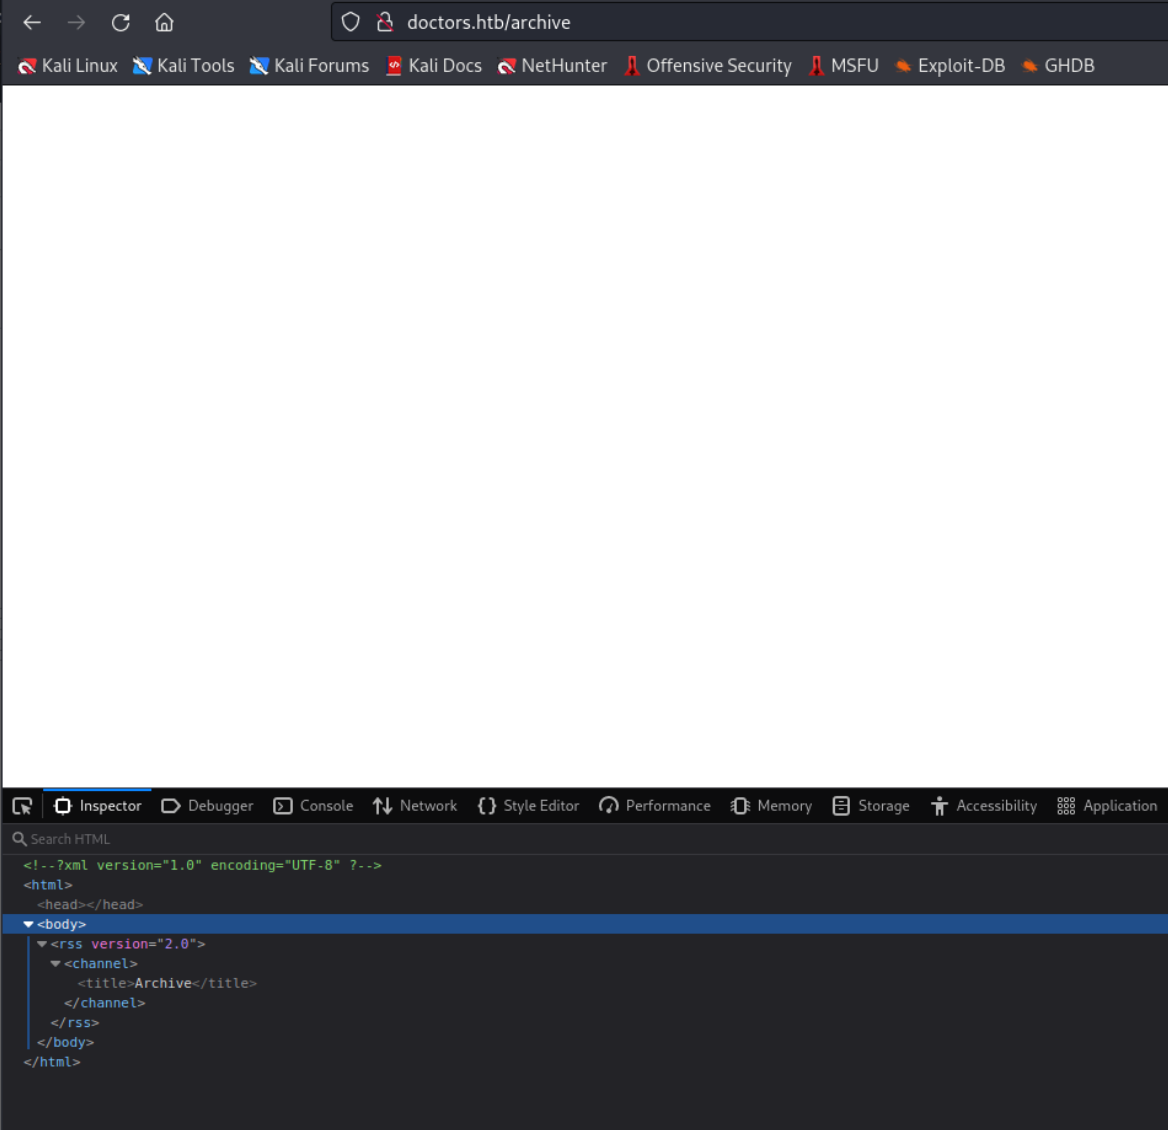 doctors.htb/archive
Kali Linux Kali Tools Kali Forums Kali Docs NetHunter Offensive Security MSFU Exploit-DB GHDB
Inspector Debugger Console Network Style Editor Performance Memory Storage Accessibility Application
Search HTML
<!--?xml version="1.0" encoding="UTF-8" ?-->
<html>
<head></head>
<body>
<rss version="2.0">
<channel>
<title>Archive</title>
</channel>
</rss>
</body>
</html>